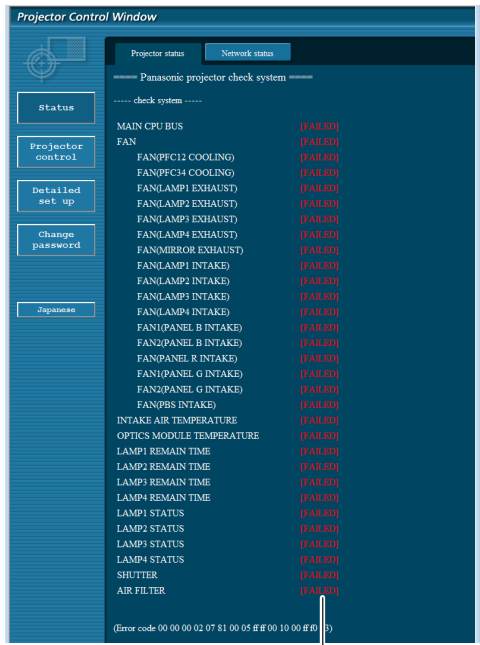 Projector Control Window
Projector status
Network status
==== Panasonic projector check system ====
Status
----- check system -----
MAIN CPU BUS [FAILED]
FAN [FAILED]
Projector
control
FAN(PFC12 COOLING) [FAILED]
FAN(PFC34 COOLING) [FAILED]
FAN(LAMP1 EXHAUST) [FAILED]
Detailed
set up
FAN(LAMP2 EXHAUST) [FAILED]
FAN(LAMP3 EXHAUST) [FAILED]
FAN(LAMP4 EXHAUST) [FAILED]
Change
password
FAN(MIRROR EXHAUST) [FAILED]
FAN(LAMP1 INTAKE) [FAILED]
FAN(LAMP2 INTAKE) [FAILED]
FAN(LAMP3 INTAKE) [FAILED]
FAN(LAMP4 INTAKE) [FAILED]
Japanese
FAN1(PANEL B INTAKE) [FAILED]
FAN2(PANEL B INTAKE) [FAILED]
FAN(PANEL R INTAKE) [FAILED]
FAN1(PANEL G INTAKE) [FAILED]
FAN2(PANEL G INTAKE) [FAILED]
FAN(PBS INTAKE) [FAILED]
INTAKE AIR TEMPERATURE [FAILED]
OPTICS MODULE TEMPERATURE [FAILED]
LAMP1 REMAIN TIME [FAILED]
LAMP2 REMAIN TIME [FAILED]
LAMP3 REMAIN TIME [FAILED]
LAMP4 REMAIN TIME [FAILED]
LAMP1 STATUS [FAILED]
LAMP2 STATUS [FAILED]
LAMP3 STATUS [FAILED]
LAMP4 STATUS [FAILED]
SHUTTER [FAILED]
AIR FILTER [FAILED]
(Error code 00 00 00 02 07 81 00 05 ff ff 00 10 00 ff f0 3)